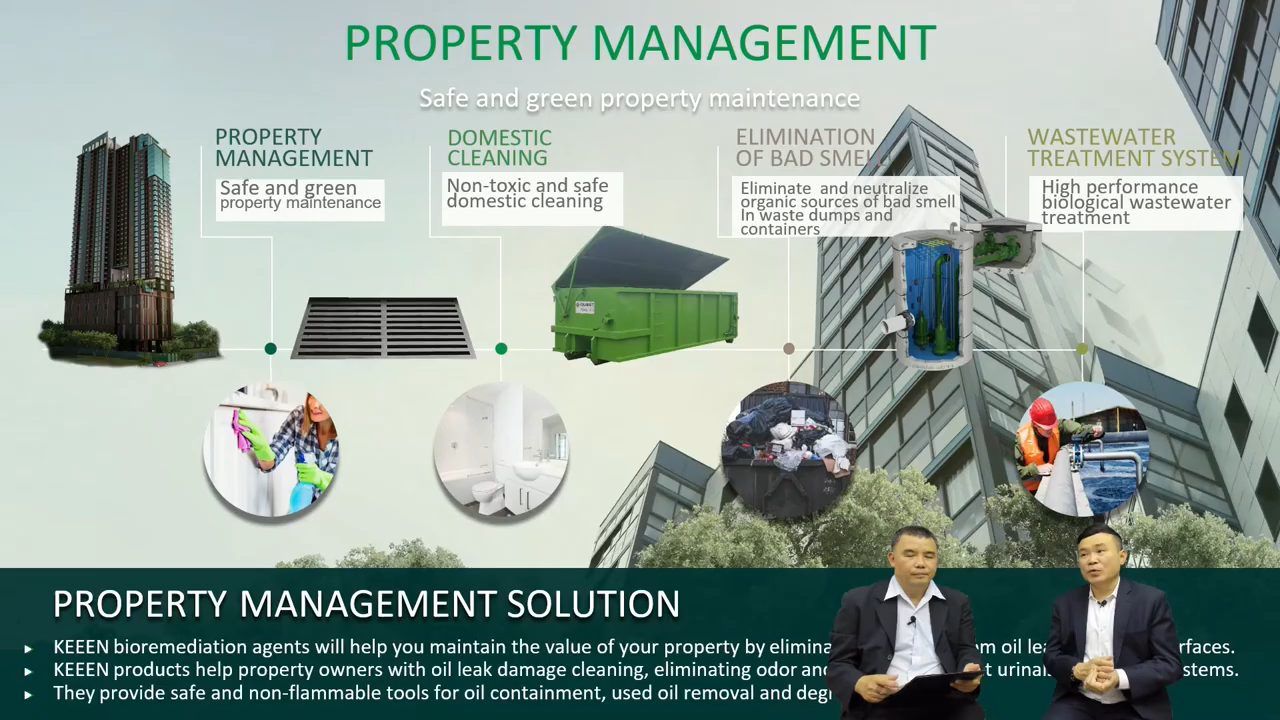 PROPERTY MANAGEMENT
Safe and green property maintenance
PROPERTY
MANAGEMENT
Safe and green
property maintenance
DOMESTIC
CLEANING
Non-toxic and safe
domestic cleaning
ELIMINATION
OF BAD SMELL
Eliminate and neutralize
organic sources of bad smell
In waste dumps and
containers
WASTEWATER
TREATMENT SYSTEM
High performance
biological wastewater
treatment
PROPERTY MANAGEMENT SOLUTION
KEEEN bioremediation agents will help you maintain the value of your property by oil
KEEEN products help property owners with oil leak damage cleaning, eliminating odor
They provide safe and non-flammable tools for oil containment, used oil removal and